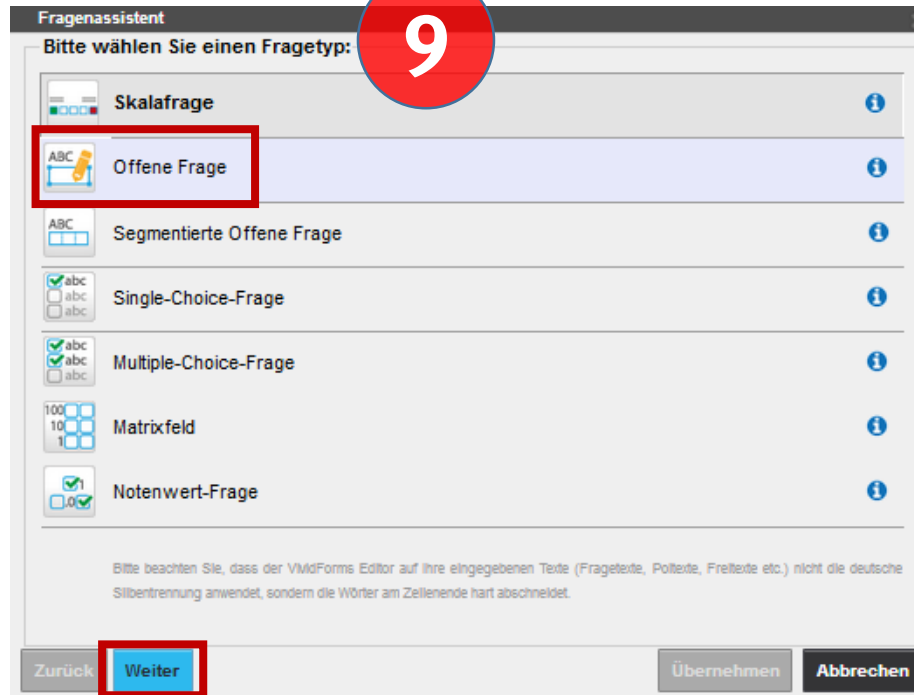 Fragenassistent
9
Bitte wählen Sie einen Fragetyp:
Skalafrage
ABC
Offene Frage
ABC
Segmentierte Offene Frage
abc
abc
abc
Single-Choice-Frage
abc
abc
abc
Multiple-Choice-Frage
100
10
1
Matrixfeld
1
.0
Notenwert-Frage
Bitte beachten Sie, dass der VividForms Editor auf Ihre eingegebenen Texte (Fragetexte, Poltexte, Freitexte etc.) nicht die deutsche
Silbentrennung anwendet, sondern die Wörter am Zeilenende hart abschneidet.
Zurück
Weiter
Übernehmen
Abbrechen